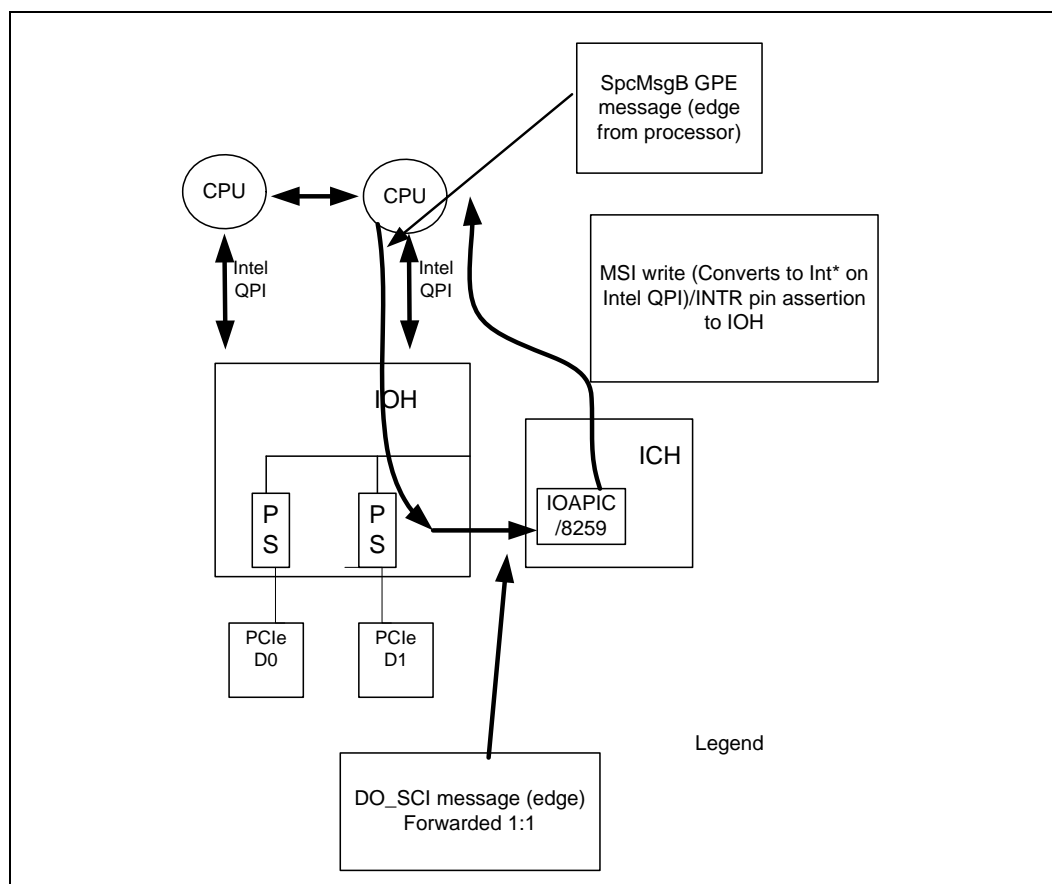 SpcMsgB GPE
message (edge
from processor)
CPU
CPU
Intel
QPI
Intel
QPI
MSI write (Converts to Int* on
Intel QPI)/INTR pin assertion
to IOH
IOH
ICH
P
S
P
S
IOAPIC
/8259
PCIe
D0
PCIe
D1
Legend
DO_SCI message (edge)
Forwarded 1:1